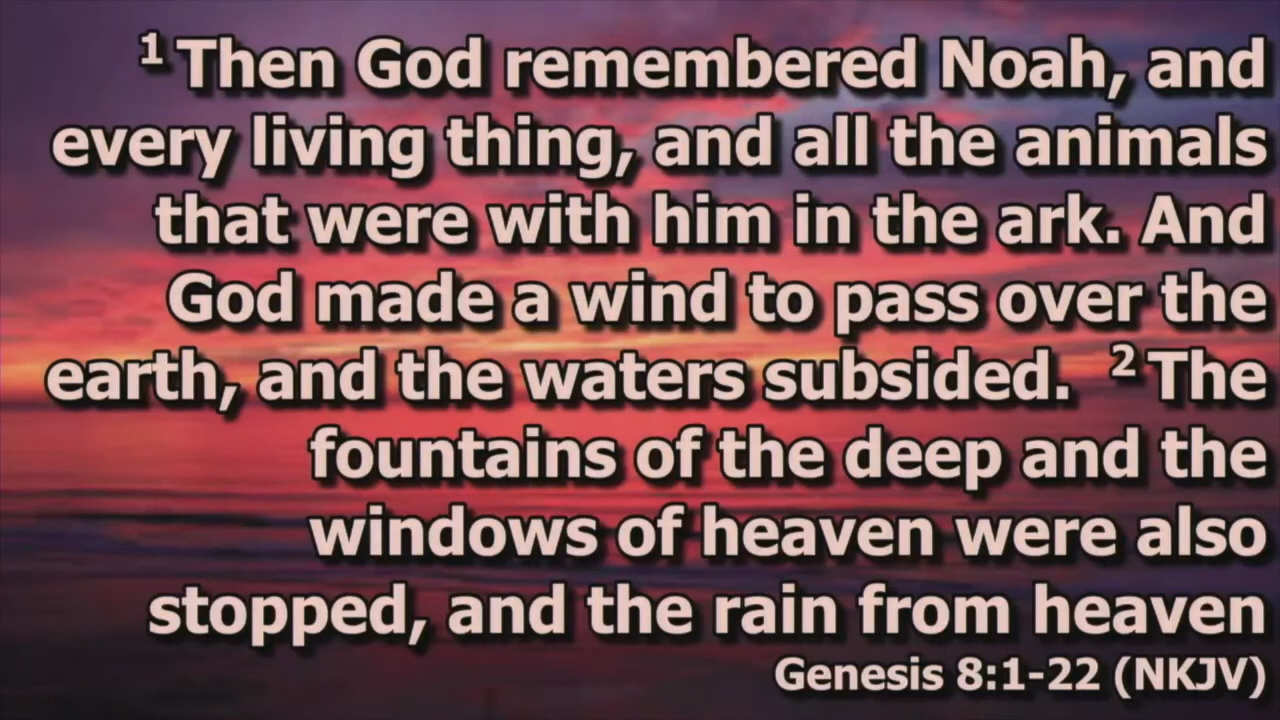 1 Then God remembered Noah, and
every living thing, and all the animals
that were with him in the ark. And
God made a wind to pass over the
earth, and the waters subsided. 2 The
fountains of the deep and the
windows of heaven were also
stopped, and the rain from heaven
Genesis 8:1-22 (NKJV)